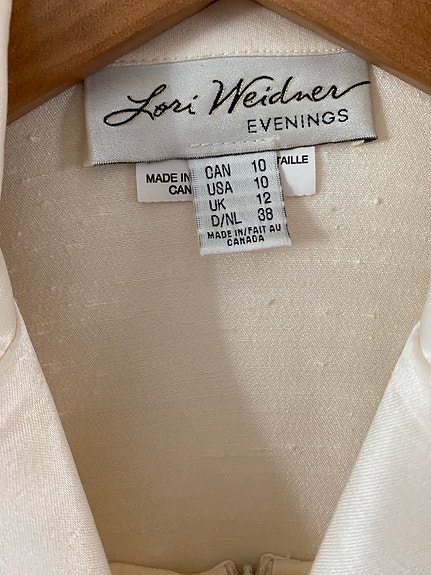 Lori Weidner
EVENINGS
MADE IN
CAN
TAILLE
CAN 10
USA 10
UK 12
D/NL 38
MADE IN/FAIT AU
CANADA